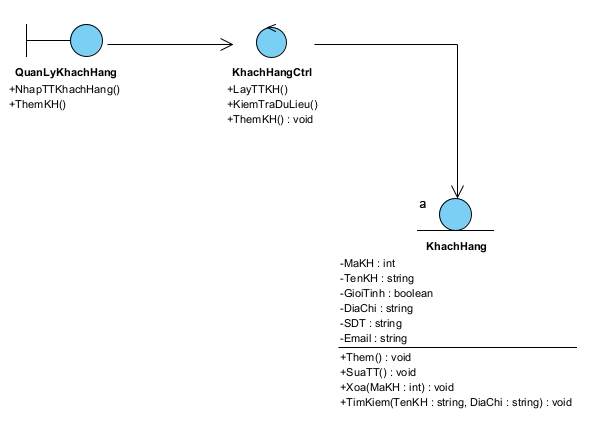 QuanLyKhachHang
+NhapTTKhachHang()
+ThemKH()
KhachHangCtrl
+LayTTKH()
+KiemTraDuLieu()
+ThemKH() : void
a
KhachHang
-MaKH : int
-TenKH : string
-GioiTinh : boolean
-DiaChi : string
-SDT : string
-Email : string
+Them() : void
+SuaTT() : void
+Xoa(MaKH : int) : void
+TimKiem(TenKH : string, DiaChi : string) : void